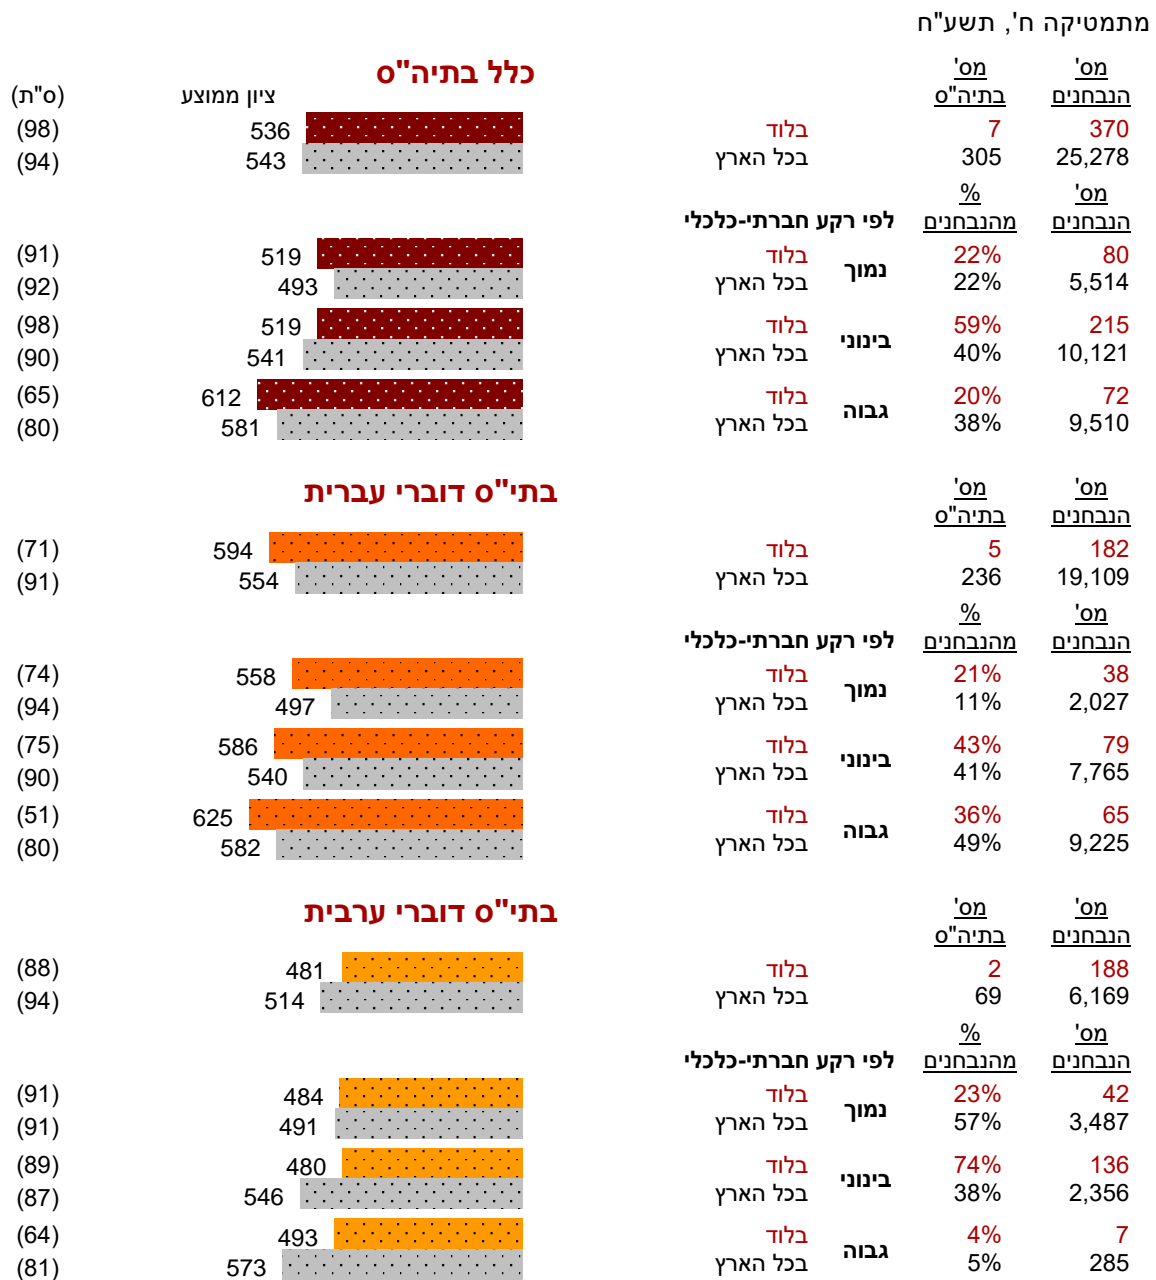 מתמטיקה ח', תשע"ח
מס' מס' כלל בתיה"ס
הנבחנים בתיה"ס ציון ממוצע (ס"ת)
370 7 בלוד 536 (98)
25,278 305 בכל הארץ 543 (94)
מס' %
הנבחנים מהנבחנים לפי רקע חברתי-כלכלי
80 22% נמוך בלוד 519 (91)
5,514 22% בכל הארץ 493 (92)
215 59% בינוני בלוד 519 (98)
10,121 40% בכל הארץ 541 (90)
72 20% גבוה בלוד 612 (65)
9,510 38% בכל הארץ 581 (80)
מס' מס' בתי"ס דוברי עברית
הנבחנים בתיה"ס
182 5 בלוד 594 (71)
19,109 236 בכל הארץ 554 (91)
מס' %
הנבחנים מהנבחנים לפי רקע חברתי-כלכלי
38 21% נמוך בלוד 558 (74)
2,027 11% בכל הארץ 497 (94)
79 43% בינוני בלוד 586 (75)
7,765 41% בכל הארץ 540 (90)
65 36% גבוה בלוד 625 (51)
9,225 49% בכל הארץ 582 (80)
מס' מס' בתי"ס דוברי ערבית
הנבחנים בתיה"ס
188 2 בלוד 481 (88)
6,169 69 בכל הארץ 514 (94)
מס' %
הנבחנים מהנבחנים לפי רקע חברתי-כלכלי
42 23% נמוך בלוד 484 (91)
3,487 57% בכל הארץ 491 (91)
136 74% בינוני בלוד 480 (89)
2,356 38% בכל הארץ 546 (87)
7 4% גבוה בלוד 493 (64)
285 5% בכל הארץ 573 (81)